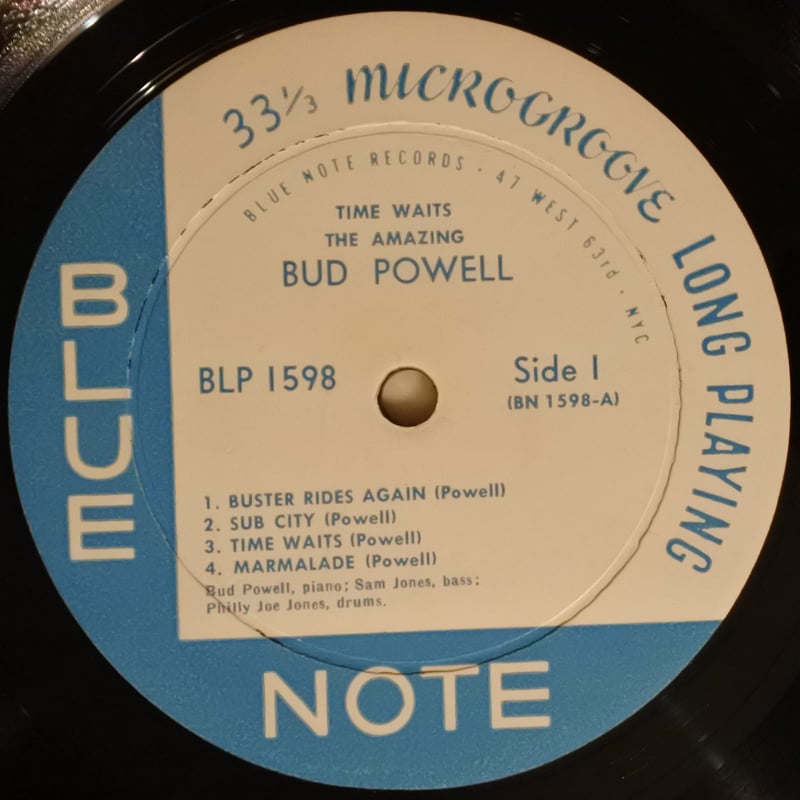 33⅓ MICROGROOVE LONG PLAYING
BLUE NOTE RECORDS · 47 WEST 63rd · NYC
TIME WAITS
THE AMAZING
BUD POWELL
BLP 1598
Side 1
(BN 1598-A)
1. BUSTER RIDES AGAIN (Powell)
2. SUB CITY (Powell)
3. TIME WAITS (Powell)
4. MARMALADE (Powell)
Bud Powell, piano; Sam Jones, bass;
Philly Joe Jones, drums.
BLUE
NOTE